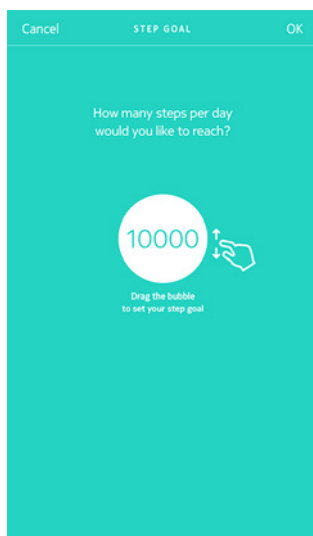 Cancel STEP GOAL OK
How many steps per day
would you like to reach?
10000
Drag the bubble
to set your step goal